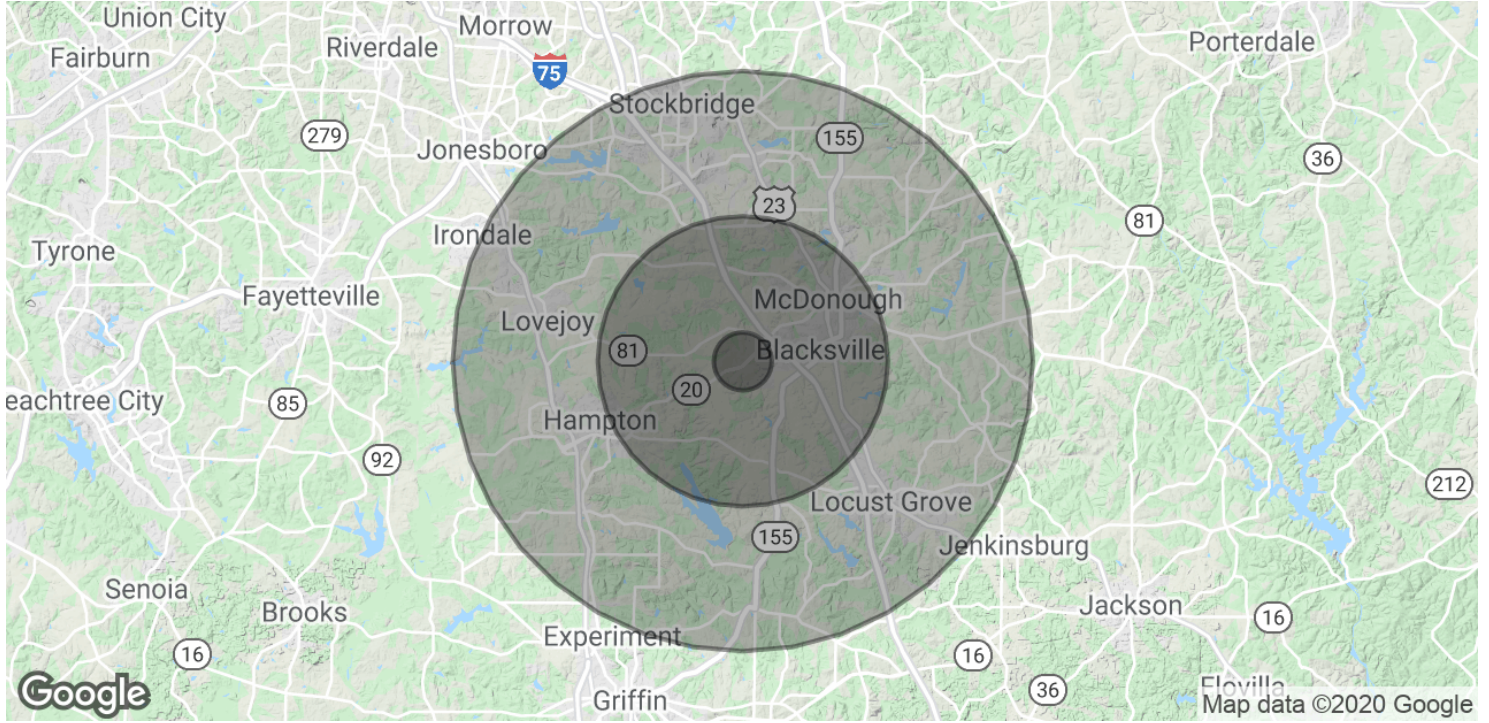 Union City
Morrow
Riverdale
Fairburn
Porterdale
75
Stockbridge
279
155
Jonesboro
36
23
81
Irondale
Tyrone
Fayetteville
McDonough
Lovejoy
81
Blacksville
20
eachtree City
85
Hampton
92
212
Locust Grove
155
Jenkinsburg
Senoia
Brooks
Jackson
16
Experiment
16
16
36
Griffin
Flovilla
Google
Map data ©2020 Google